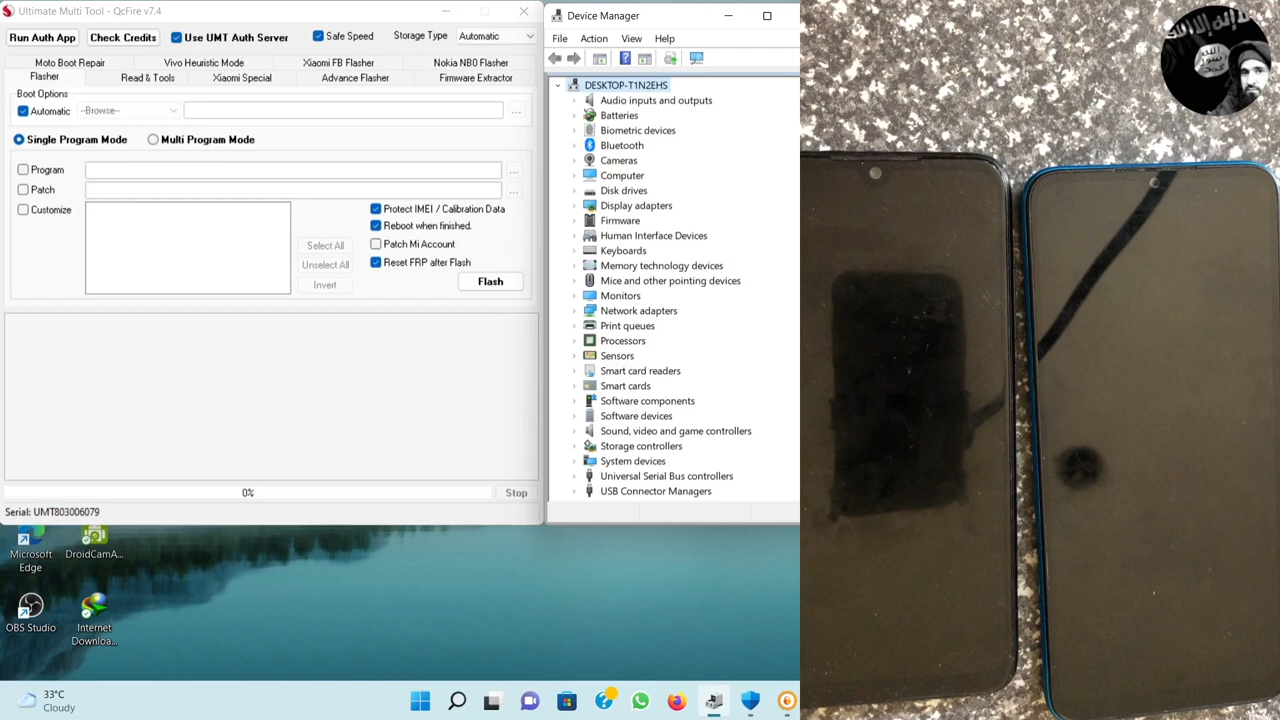 Ultimate Multi Tool - QcFire v7.4
Run Auth App
Check Credits
Use UMT Auth Server
Safe Speed
Storage Type
Automatic
Moto Boot Repair
Vivo Heuristic Mode
Xiaomi FB Flasher
Nokia NB0 Flasher
Flasher
Read & Tools
Xiaomi Special
Advance Flasher
Firmware Extractor
Boot Options
Automatic
--Browse--
...
Single Program Mode
Multi Program Mode
Program
...
Patch
...
Customize
Protect IMEI / Calibration Data
Reboot when finished.
Select All
Patch Mi Account
Unselect All
Reset FRP after Flash
Invert
Flash
0%
Stop
Serial: UMT803006079
Device Manager
File
Action
View
Help
DESKTOP-T1N2EHS
Audio inputs and outputs
Batteries
Biometric devices
Bluetooth
Cameras
Computer
Disk drives
Display adapters
Firmware
Human Interface Devices
Keyboards
Memory technology devices
Mice and other pointing devices
Monitors
Network adapters
Print queues
Processors
Sensors
Smart card readers
Smart cards
Software components
Software devices
Sound, video and game controllers
Storage controllers
System devices
Universal Serial Bus controllers
USB Connector Managers
Microsoft
Edge
DroidCamA...
OBS Studio
Internet
Downloa...
33°C
Cloudy
لا إله إلا الله
الله
رسول
محمد